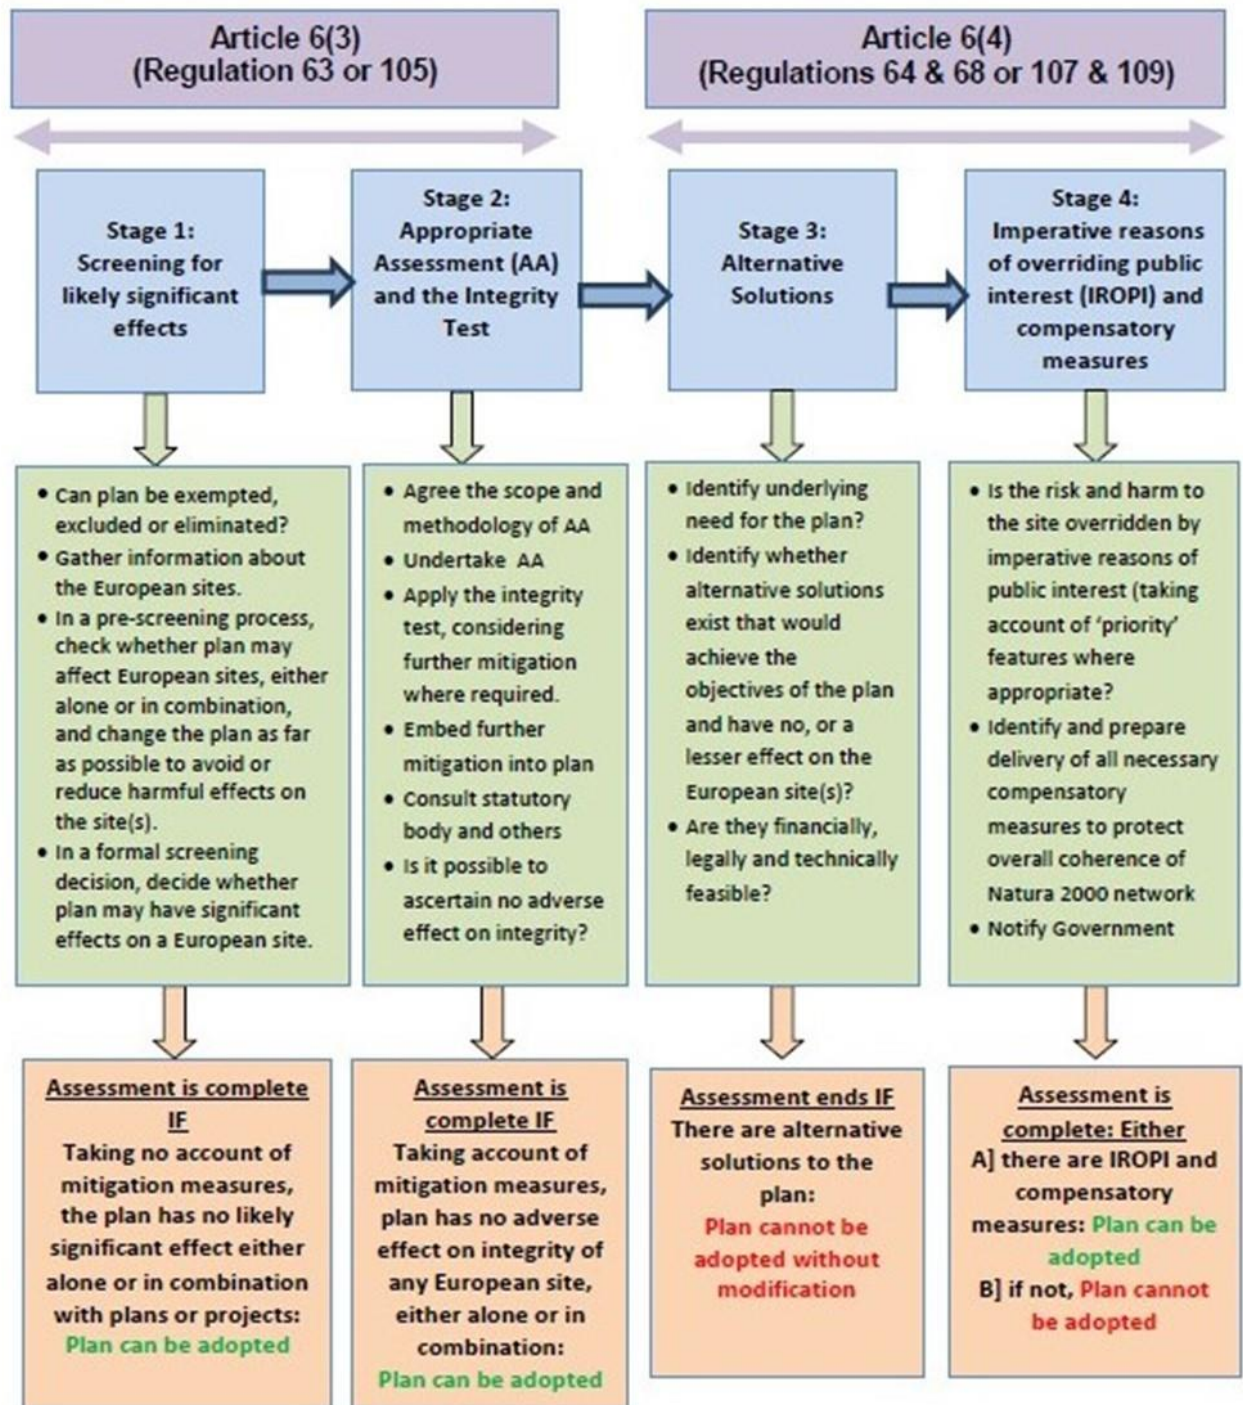 Article 6(3)
(Regulation 63 or 105)
Article 6(4)
(Regulations 64 & 68 or 107 & 109)
Stage 1:
Screening for
likely significant
effects
Stage 2:
Appropriate
Assessment (AA)
and the Integrity
Test
Stage 3:
Alternative
Solutions
Stage 4:
Imperative reasons
of overriding public
interest (IROPI) and
compensatory
measures
• Can plan be exempted,
excluded or eliminated?
• Gather information about
the European sites.
• In a pre-screening process,
check whether plan may
affect European sites, either
alone or in combination,
and change the plan as far
as possible to avoid or
reduce harmful effects on
the site(s).
• In a formal screening
decision, decide whether
plan may have significant
effects on a European site.
• Agree the scope and
methodology of AA
• Undertake AA
• Apply the integrity
test, considering
further mitigation
where required.
• Embed further
mitigation into plan
• Consult statutory
body and others
• Is it possible to
ascertain no adverse
effect on integrity?
• Identify underlying
need for the plan?
• Identify whether
alternative solutions
exist that would
achieve the
objectives of the plan
and have no, or a
lesser effect on the
European site(s)?
• Are they financially,
legally and technically
feasible?
• Is the risk and harm to
the site overridden by
imperative reasons of
public interest (taking
account of ‘priority’
features where
appropriate?
• Identify and prepare
delivery of all necessary
compensatory
measures to protect
overall coherence of
Natura 2000 network
• Notify Government
Assessment is complete
IF
Taking no account of
mitigation measures,
the plan has no likely
significant effect either
alone or in combination
with plans or projects:
Plan can be adopted
Assessment is
complete IF
Taking account of
mitigation measures,
plan has no adverse
effect on integrity of
any European site,
either alone or in
combination:
Plan can be adopted
Assessment ends IF
There are alternative
solutions to the
plan:
Plan cannot be
adopted without
modification
Assessment is
complete: Either
A] there are IROPI and
compensatory
measures: Plan can be
adopted
B] if not, Plan cannot
be adopted